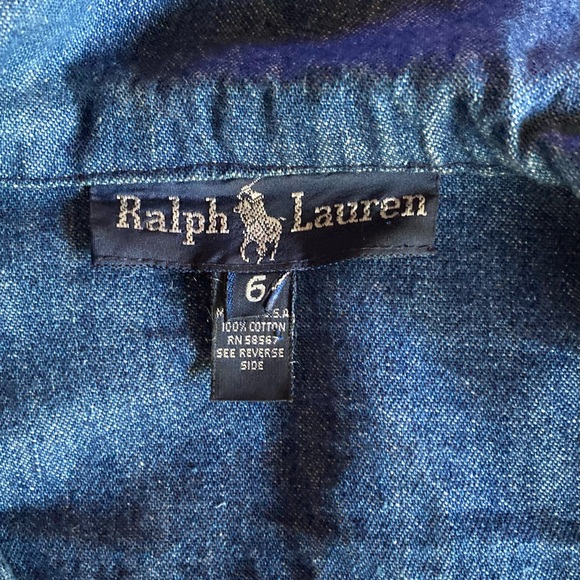 Ralph Lauren
6
U.S.A
100% COTTON
RN 58567
SEE REVERSE
SIDE